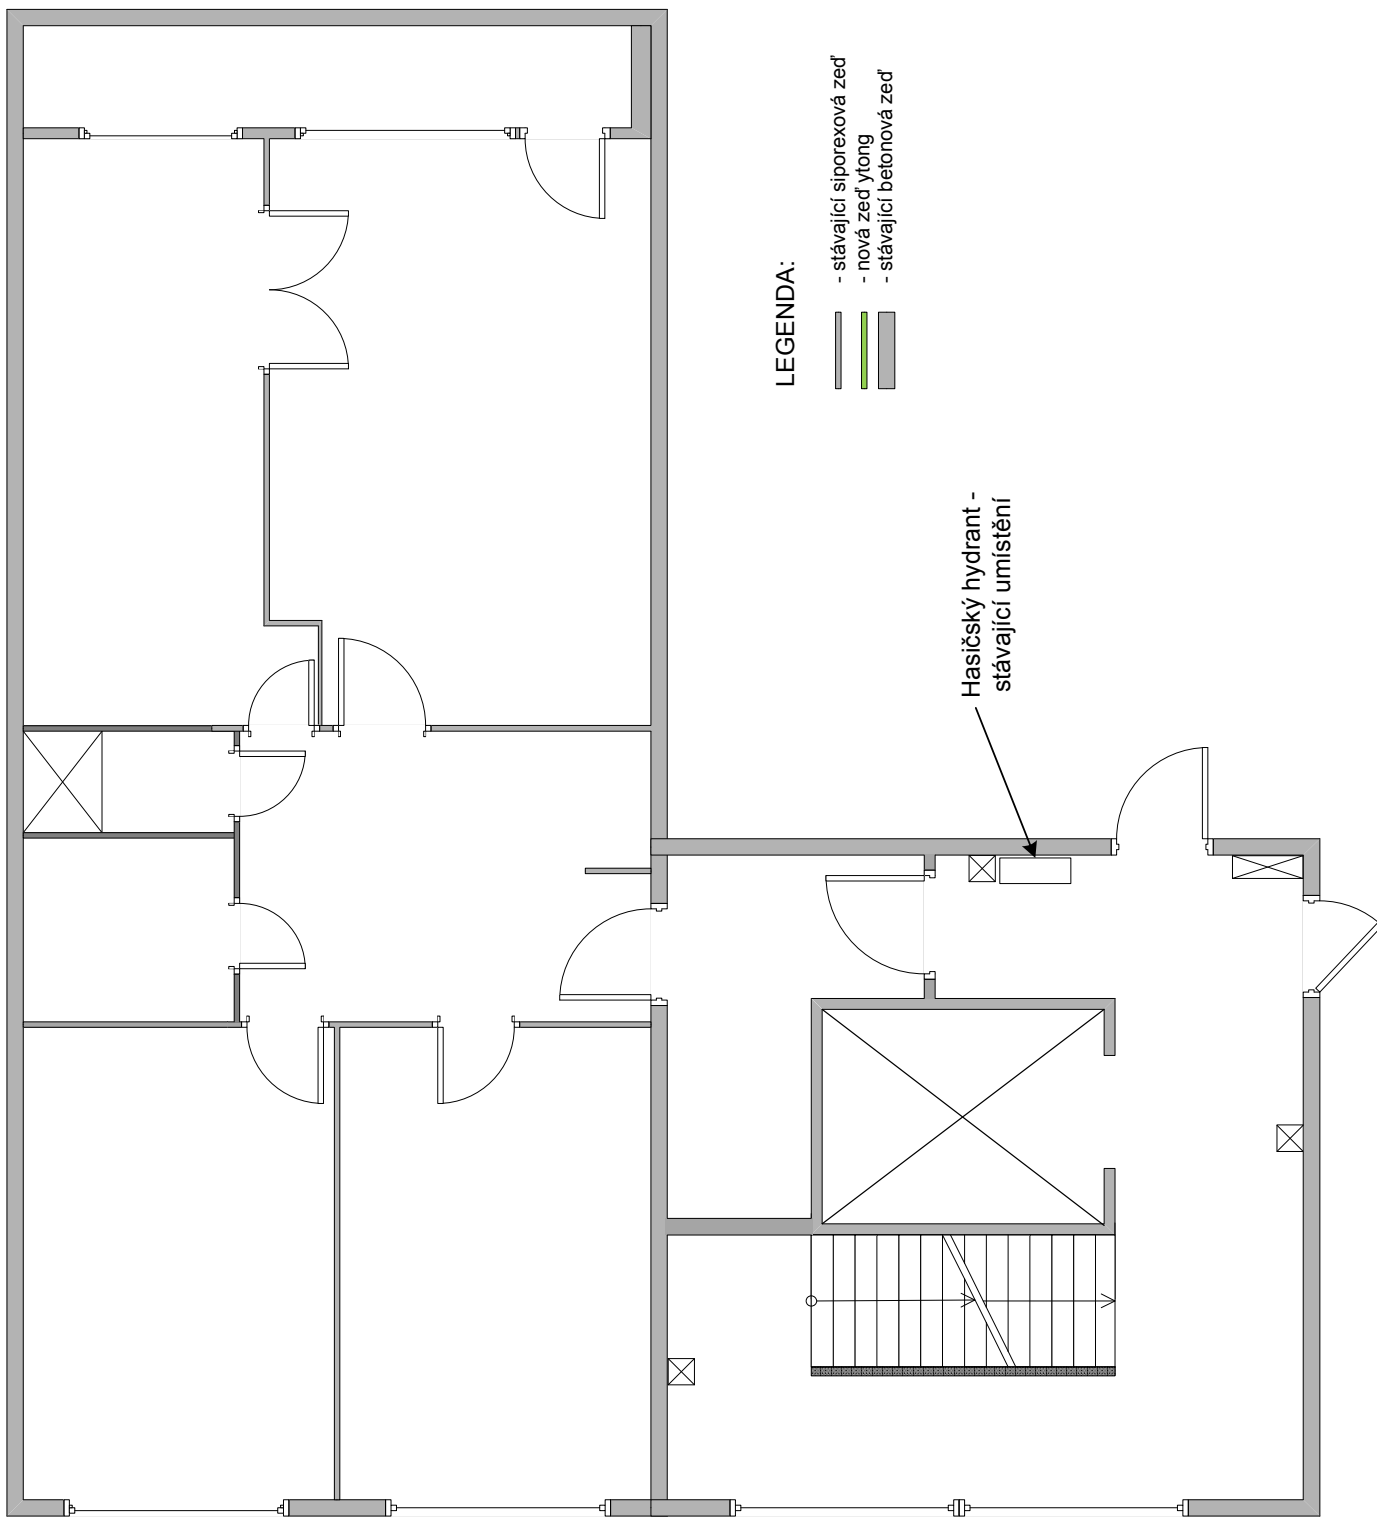 LEGENDA:
- stávající siporexová zeď
- nová zeď ytong
- stávající betonová zeď
Hasičský hydrant -
stávající umístění